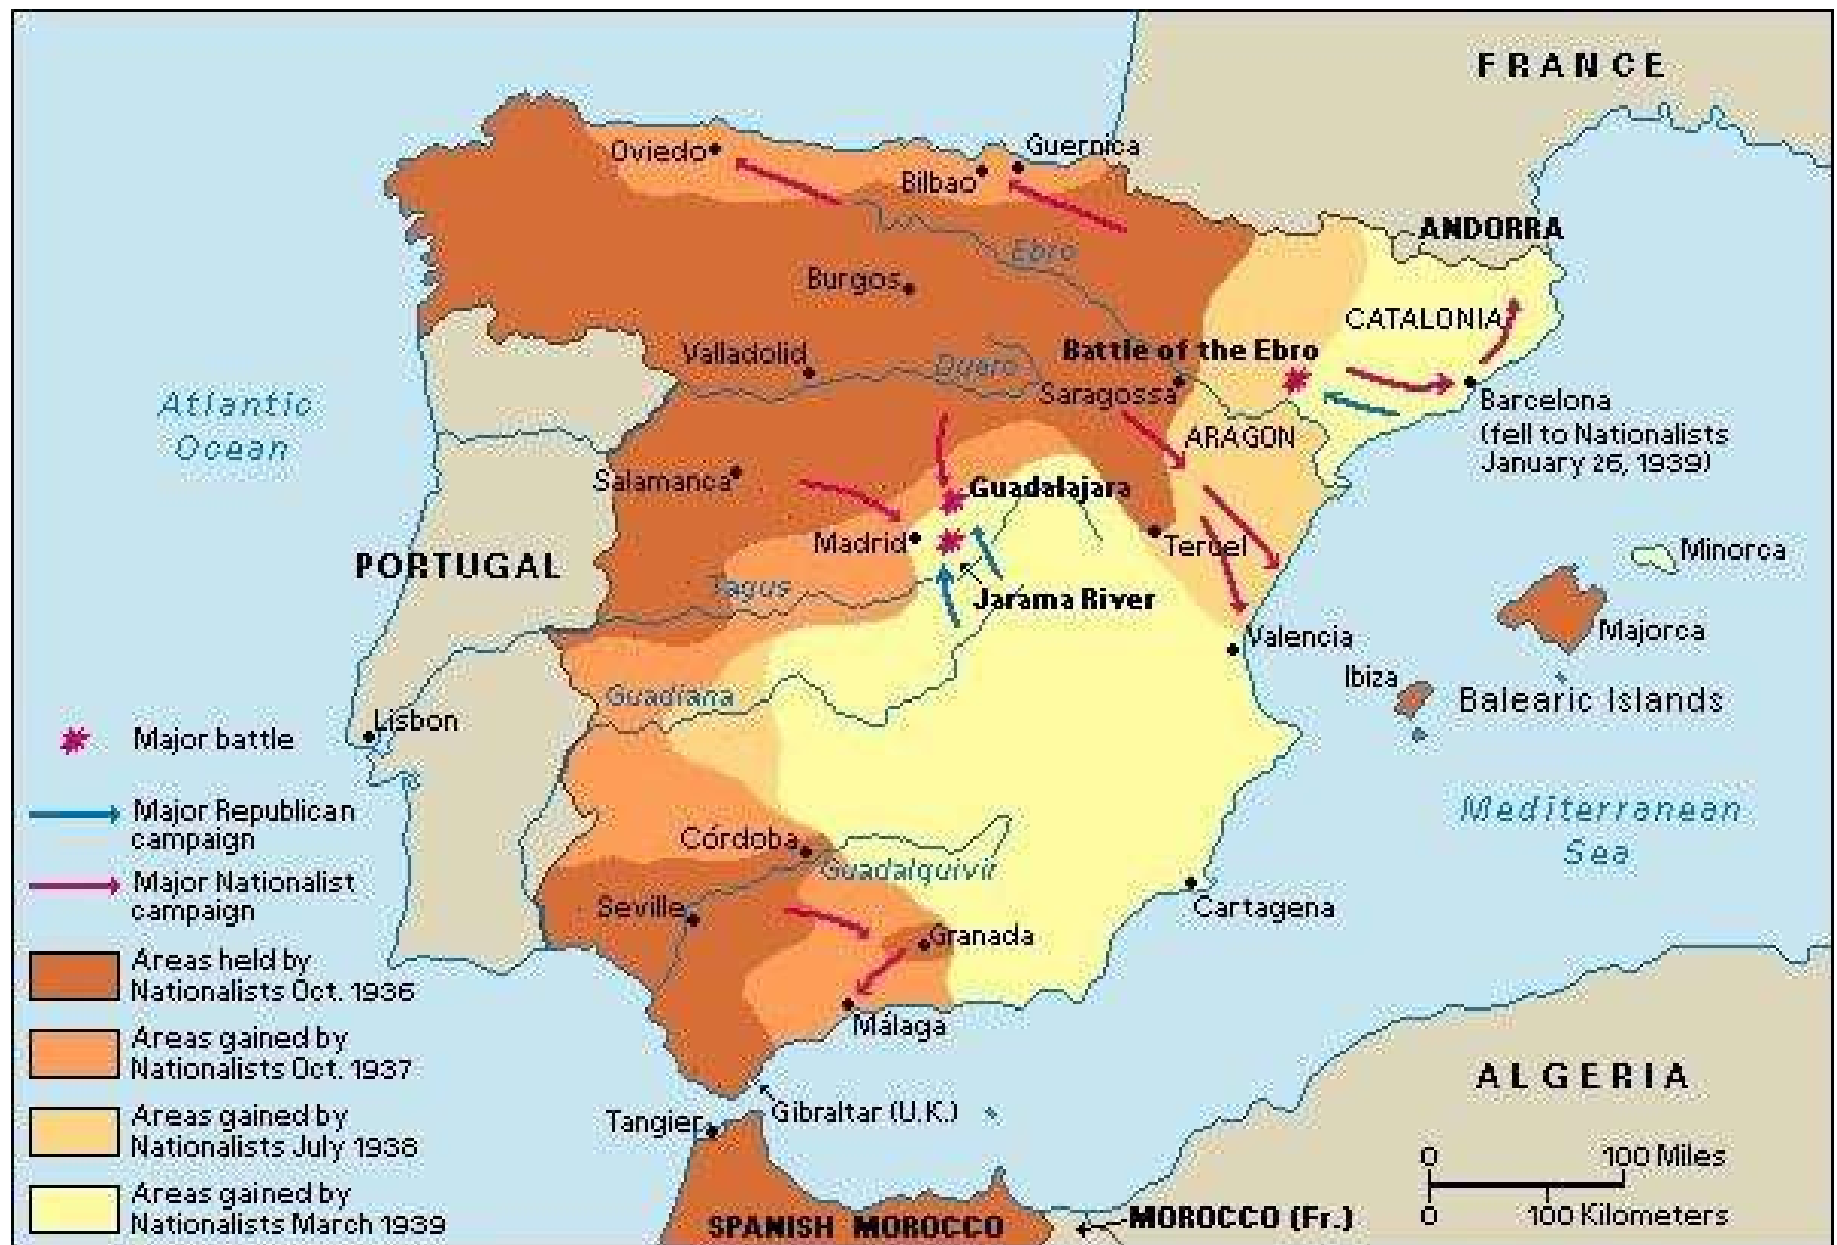 FRANCE
Oviedo
Guernica
Bilbao
ANDORRA
Ebro
Burgos
CATALONIA
Valladolid
Duero
Battle of the Ebro
Saragossa
Barcelona
(fell to Nationalists
January 26, 1939)
Atlantic
Ocean
ARAGON
Salamanca
Guadalajara
Madrid
Teruel
PORTUGAL
Tagus
Jarama River
Minorca
Majorca
Valencia
Ibiza
Balearic Islands
Guadiana
Lisbon
Major battle
Major Republican
campaign
Major Nationalist
campaign
Mediterranean
Sea
Córdoba
Guadalquivir
Seville
Cartagena
Granada
Areas held by
Nationalists Oct. 1936
Málaga
Areas gained by
Nationalists Oct. 1937
ALGERIA
Gibraltar (U.K.)
Tangier
Areas gained by
Nationalists July 1938
0 100 Miles
0 100 Kilometers
Areas gained by
Nationalists March 1939
SPANISH MOROCCO
MOROCCO (Fr.)